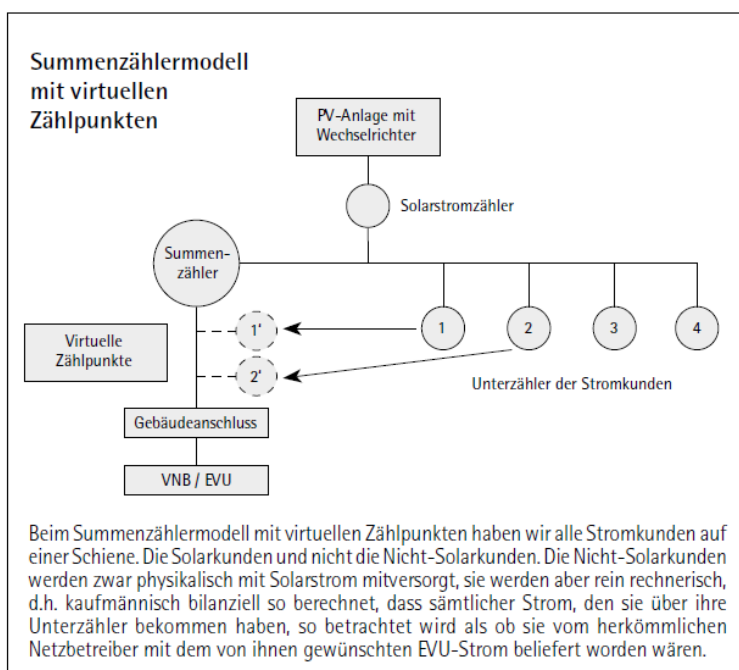 Summenzählermodell
mit virtuellen
Zählpunkten
PV-Anlage mit
Wechselrichter
Solarstromzähler
Summen-
zähler
1'
1
2
3
4
Virtuelle
Zählpunkte
2'
Unterzähler der Stromkunden
Gebäudeanschluss
VNB / EVU
Beim Summenzählermodell mit virtuellen Zählpunkten haben wir alle Stromkunden auf
einer Schiene. Die Solarkunden und nicht die Nicht-Solarkunden. Die Nicht-Solarkunden
werden zwar physikalisch mit Solarstrom mitversorgt, sie werden aber rein rechnerisch,
d.h. kaufmännisch bilanziell so berechnet, dass sämtlicher Strom, den sie über ihre
Unterzähler bekommen haben, so betrachtet wird als ob sie vom herkömmlichen
Netzbetreiber mit dem von ihnen gewünschten EVU-Strom beliefert worden wären.